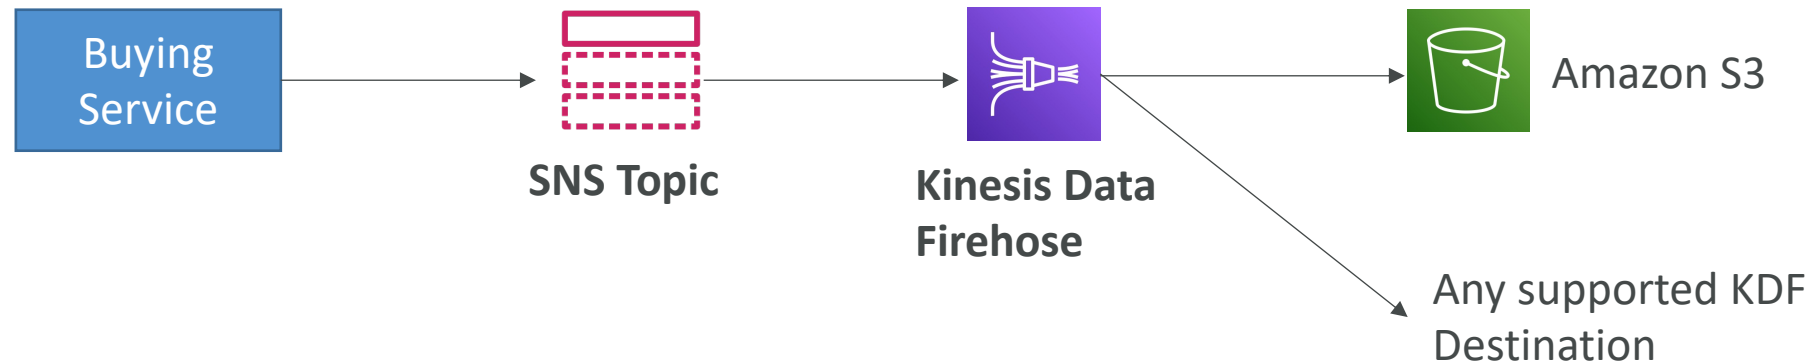 Buying
Service
SNS Topic
Kinesis Data
Firehose
Amazon S3
Any supported KDF
Destination